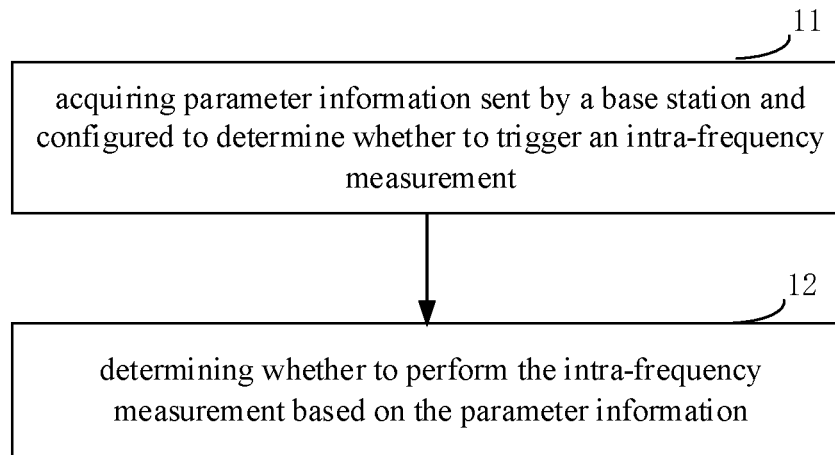 11
acquiring parameter information sent by a base station and
configured to determine whether to trigger an intra-frequency
measurement
12
determining whether to perform the intra-frequency
measurement based on the parameter information